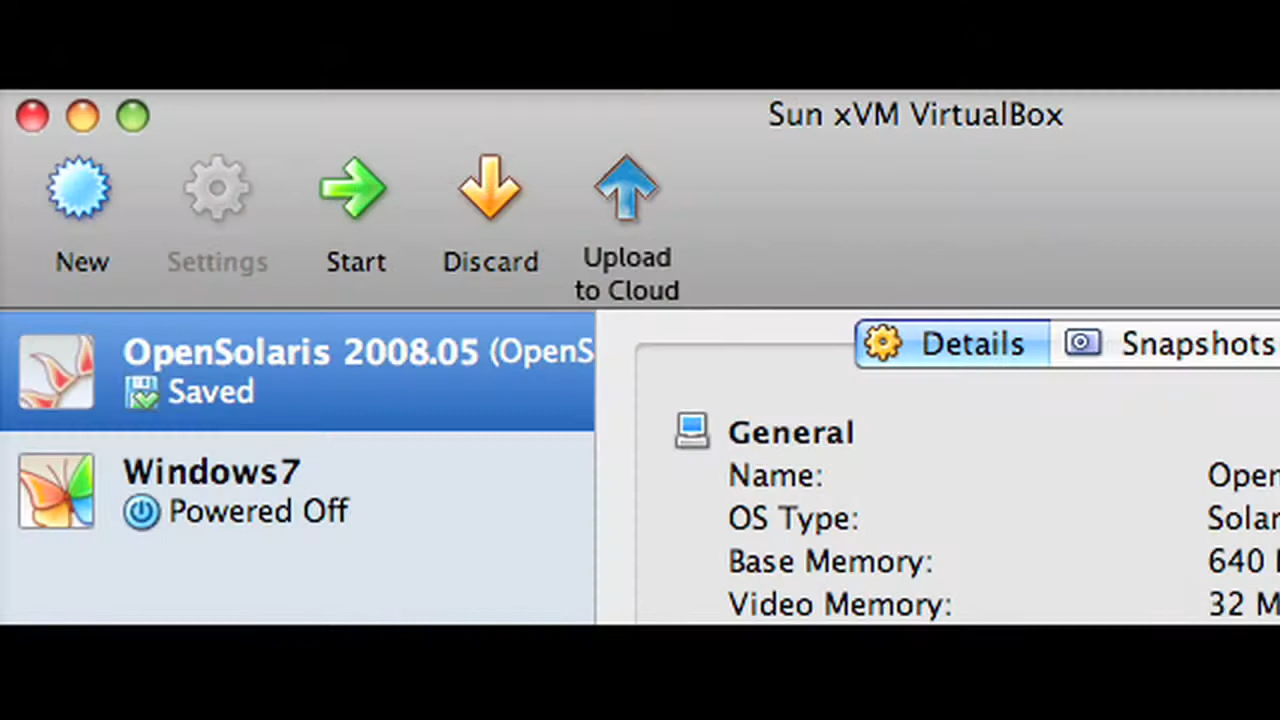 Sun xVM VirtualBox
New
Settings
Start
Discard
Upload
to Cloud
OpenSolaris 2008.05 (OpenS
Saved
Windows7
Powered Off
Details
Snapshots
General
Name: Open
OS Type: Solar
Base Memory: 640
Video Memory: 32 M